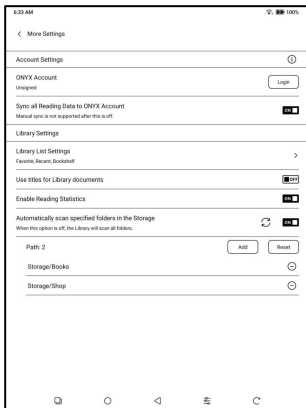 6:33 AM
100%
More Settings
Account Settings
ONYX Account
Login
Unsigned
Sync all Reading Data to ONYX Account
ON
Manual sync is not supported after this is off.
Library Settings
Library List Settings
Favorite, Recent, Bookshelf
Use titles for Library documents
OFF
Enable Reading Statistics
ON
Automatically scan specified folders in the Storage
ON
When this option is off, the Library will scan all folders.
Path: 2
Add
Reset
Storage/Books
Storage/Shop